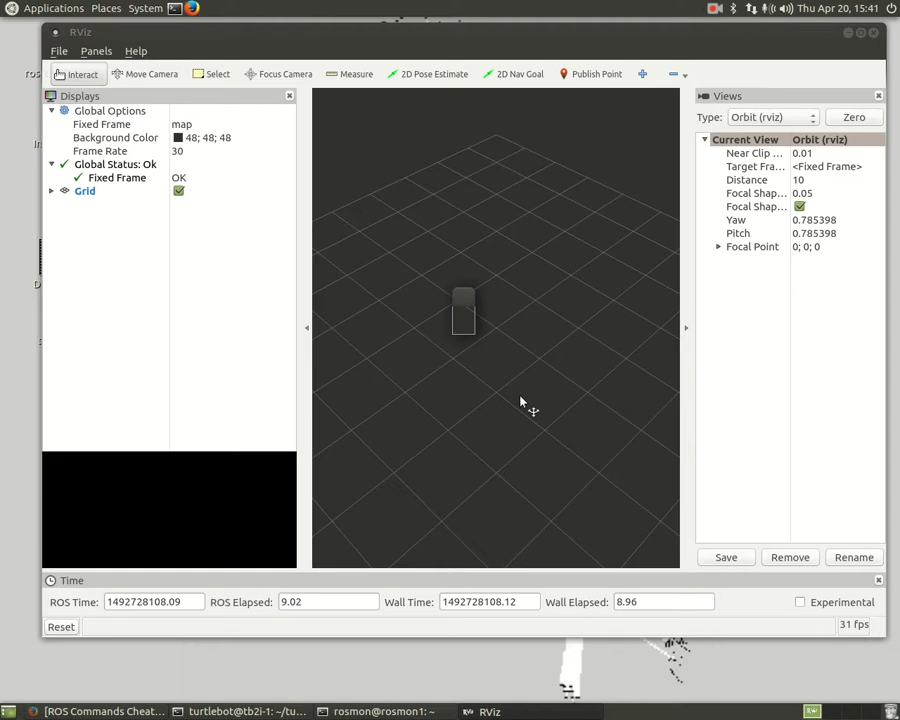 Applications Places System Thu Apr 20, 15:41
RViz
File Panels Help
Interact Move Camera Select Focus Camera Measure 2D Pose Estimate 2D Nav Goal Publish Point
Displays
Global Options
Fixed Frame map
Background Color 48; 48; 48
Frame Rate 30
Global Status: Ok
Fixed Frame OK
Grid
Views
Type: Orbit (rviz) Zero
Current View Orbit (rviz)
Near Clip ... 0.01
Target Fra... <Fixed Frame>
Distance 10
Focal Shap... 0.05
Focal Shap...
Yaw 0.785398
Pitch 0.785398
Focal Point 0; 0; 0
Save Remove Rename
Time
ROS Time: 1492728108.09 ROS Elapsed: 9.02 Wall Time: 1492728108.12 Wall Elapsed: 8.96 Experimental
Reset 31 fps
[ROS Commands Cheat... turtlebot@tb2i-1: ~/tu... rosmon@rosmon1: ~ RViz